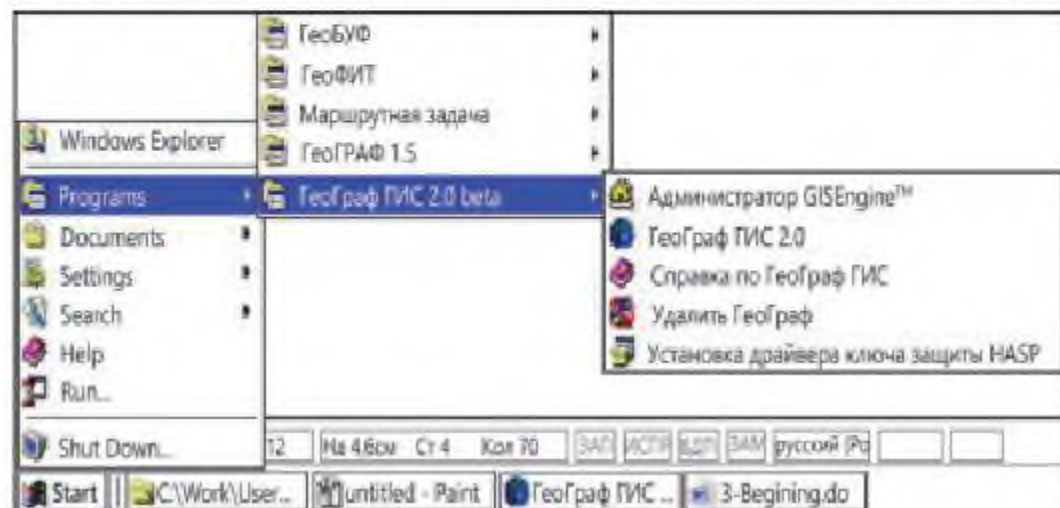 ГеоБУФ
ГеоФИТ
Маршрутная задача
ГеоГРАФ 1.5
ГеоГраф ГИС 2.0 beta
Windows Explorer
Programs
Documents
Settings
Search
Help
Run...
Shut Down...
Администратор GISEngine™
ГеоГраф ГИС 2.0
Справка по ГеоГраф ГИС
Удалить ГеоГраф
Установка драйвера ключа защиты HASP
12 На 4.6см Ст 4 Кол 70 ЗАП ИСПР ВДЛ ЗАМ русский (Ро
Start C:\Work\User... untitled - Paint ГеоГраф ГИС ... 3-Begining.do